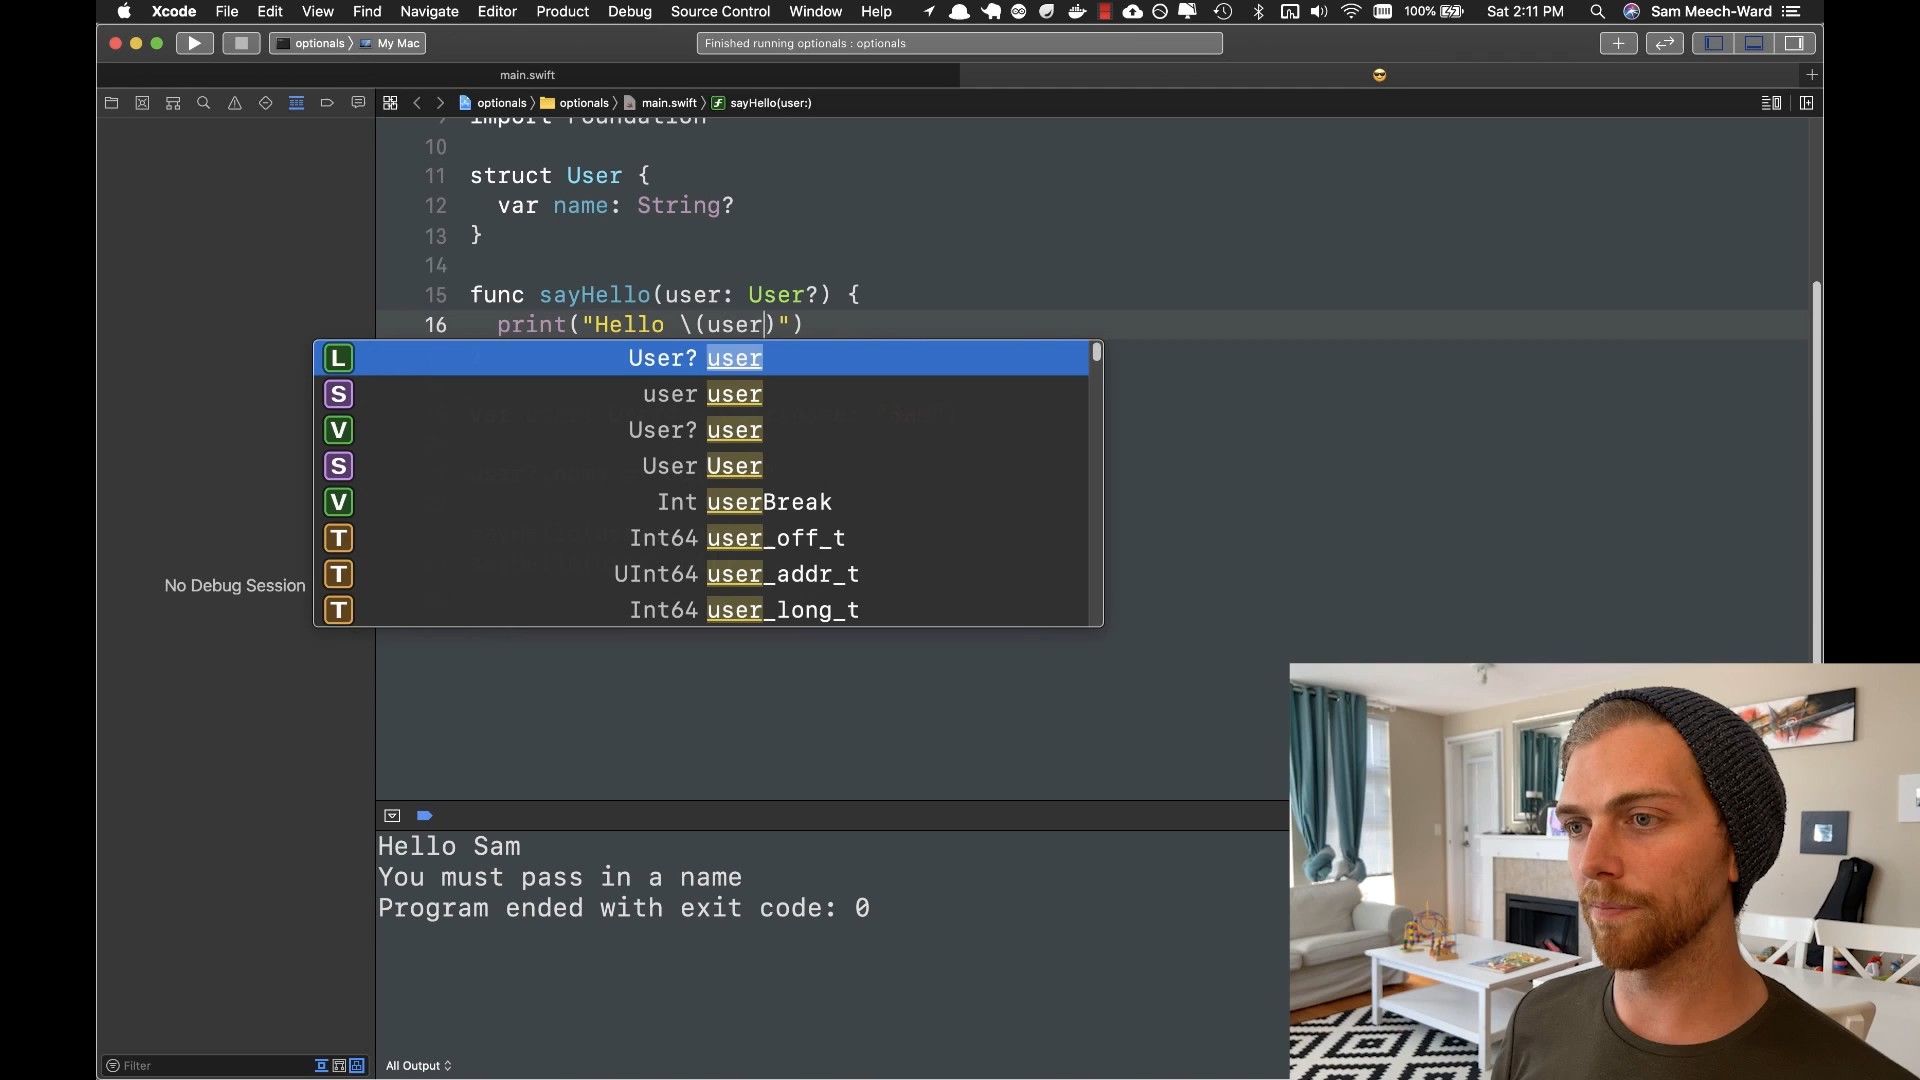 Xcode File Edit View Find Navigate Editor Product Debug Source Control Window Help 100% Sat 2:11 PM Sam Meech-Ward
optionals My Mac Finished running optionals : optionals
main.swift
optionals optionals main.swift sayHello(user:)
9 import Foundation
10
11 struct User {
12 var name: String?
13 }
14
15 func sayHello(user: User?) {
16 print("Hello \(user)")
L User? user
S user user
V User? user
S User User
V Int userBreak
T Int64 user_off_t
T UInt64 user_addr_t
T Int64 user_long_t
No Debug Session
Hello Sam
You must pass in a name
Program ended with exit code: 0
Filter All Output